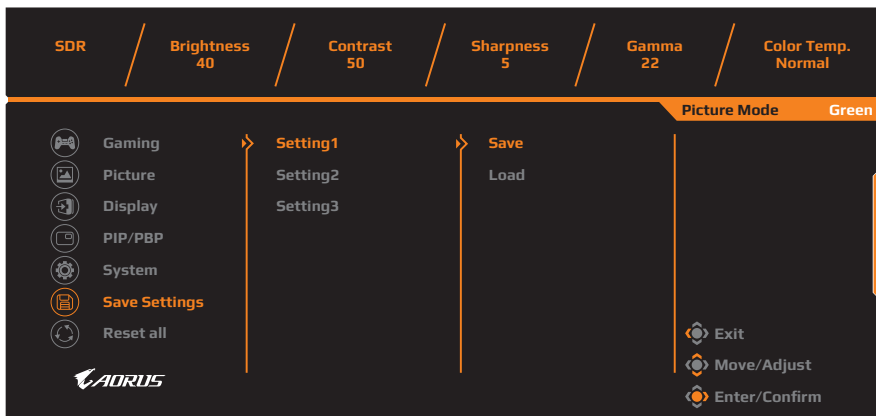 SDR
Brightness
40
Contrast
50
Sharpness
5
Gamma
22
Color Temp.
Normal
Picture Mode Green
Gaming
Picture
Display
PIP/PBP
System
Save Settings
Reset all
Setting1
Setting2
Setting3
Save
Load
Exit
Move/Adjust
Enter/Confirm
AORUS